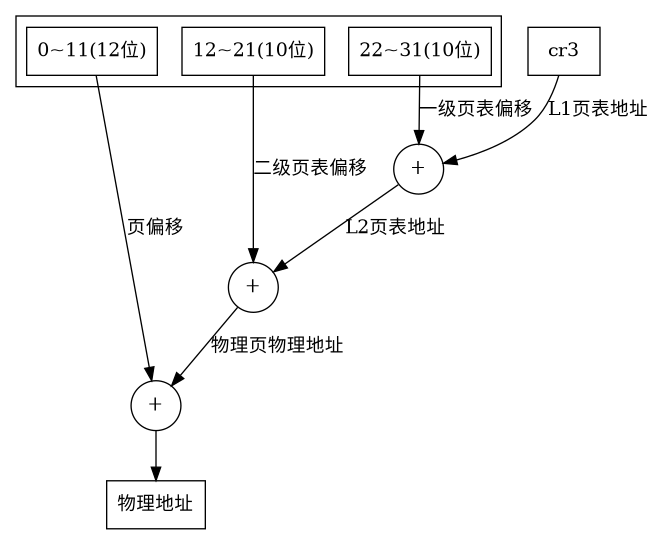 0~11(12位)
12~21(10位)
22~31(10位)
cr3
一级页表偏移
L1页表地址
+
二级页表偏移
L2页表地址
页偏移
+
物理页物理地址
+
物理地址